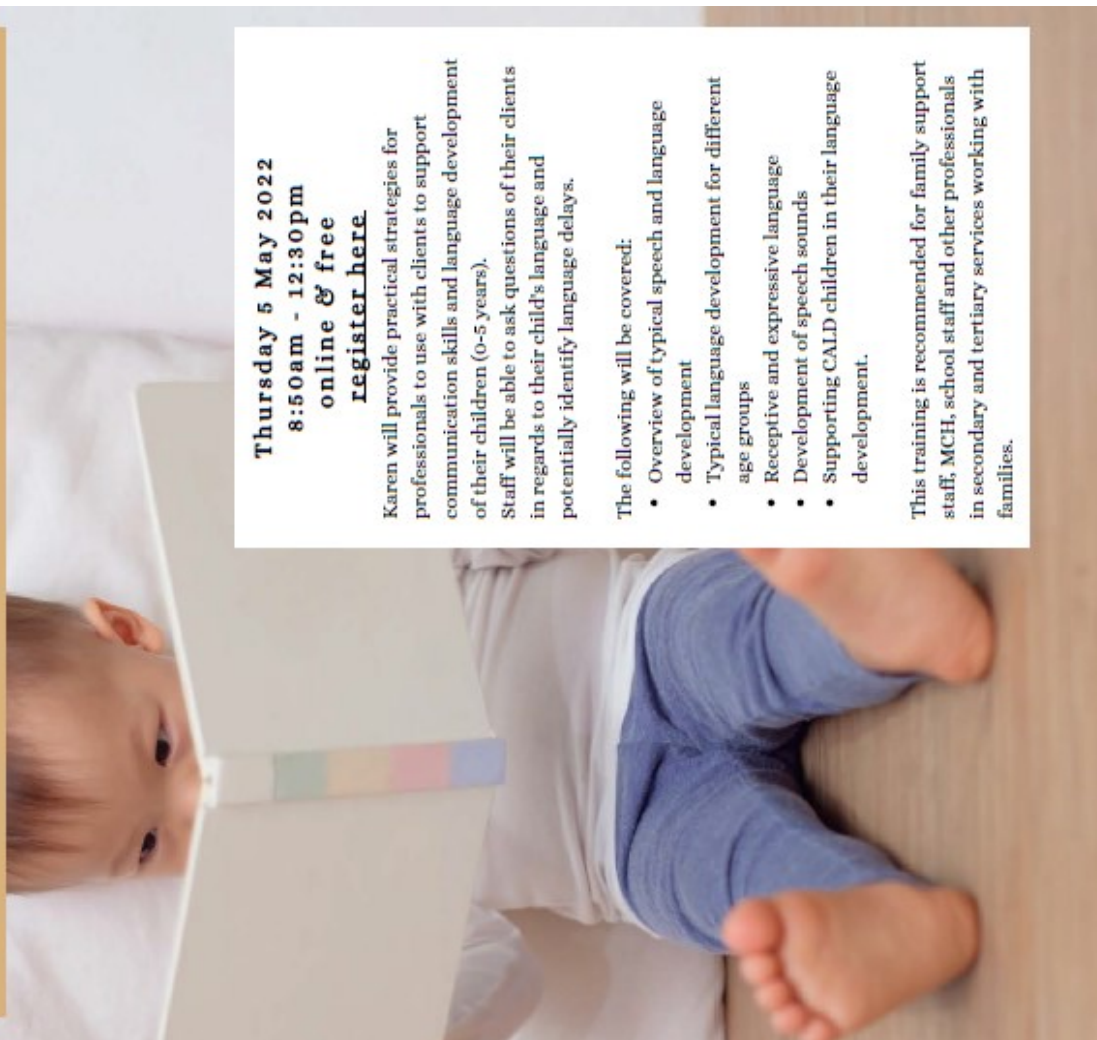 Thursday 5 May 2022
8:50am - 12:30pm
online & free
register here
Karen will provide practical strategies for
professionals to use with clients to support
communication skills and language development
of their children (0-5 years).
Staff will be able to ask questions of their clients
in regards to their child's language and
potentially identify language delays.
The following will be covered:
• Overview of typical speech and language
development
• Typical language development for different
age groups
• Receptive and expressive language
• Development of speech sounds
• Supporting CALD children in their language
development.
This training is recommended for family support
staff, MCH, school staff and other professionals
in secondary and tertiary services working with
families.